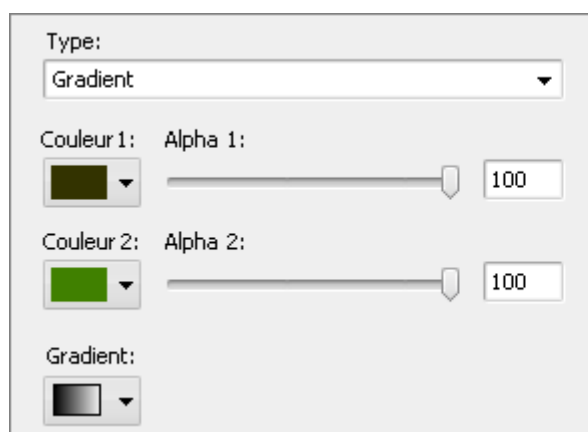 Type:
Gradient
Couleur 1: Alpha 1:
100
Couleur 2: Alpha 2:
100
Gradient: